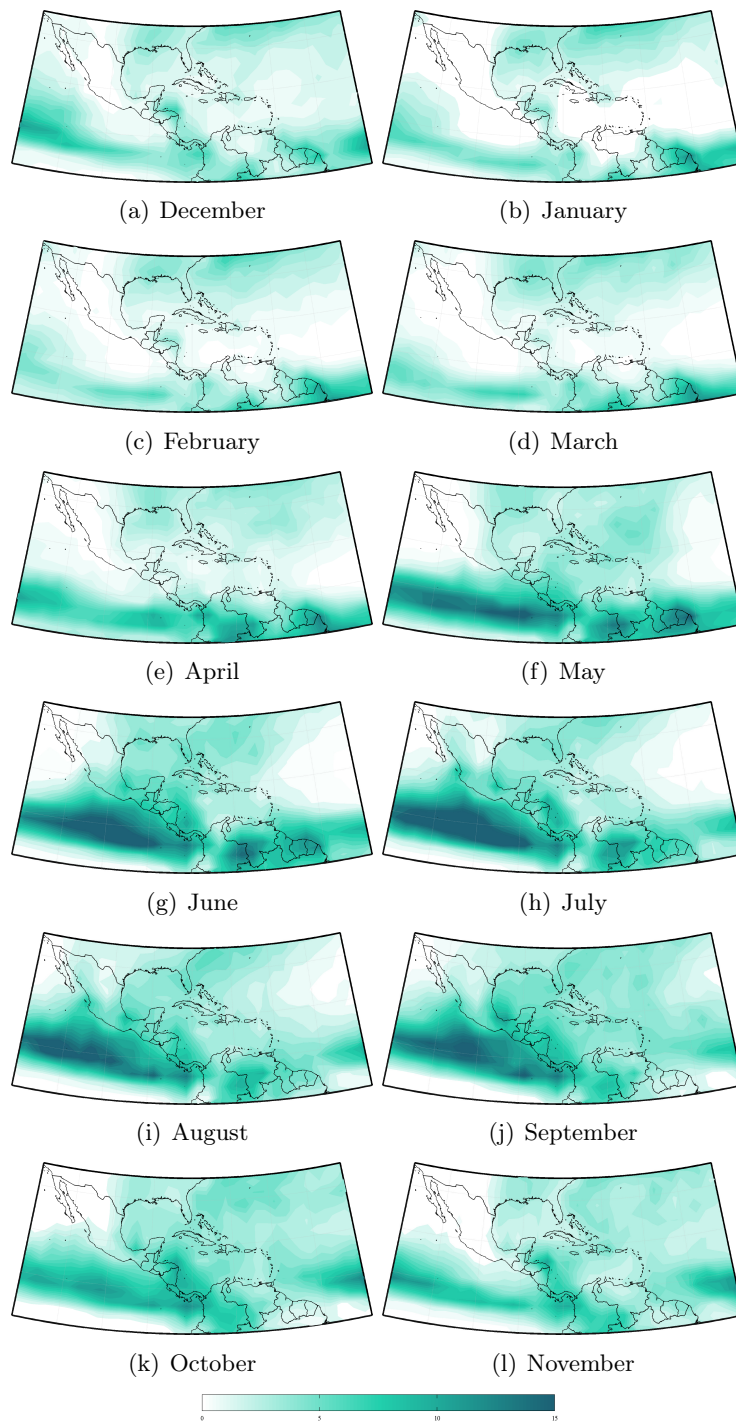 (a) December (b) January
(c) February (d) March
(e) April (f) May
(g) June (h) July
(i) August (j) September
(k) October (l) November
0 5 10 15